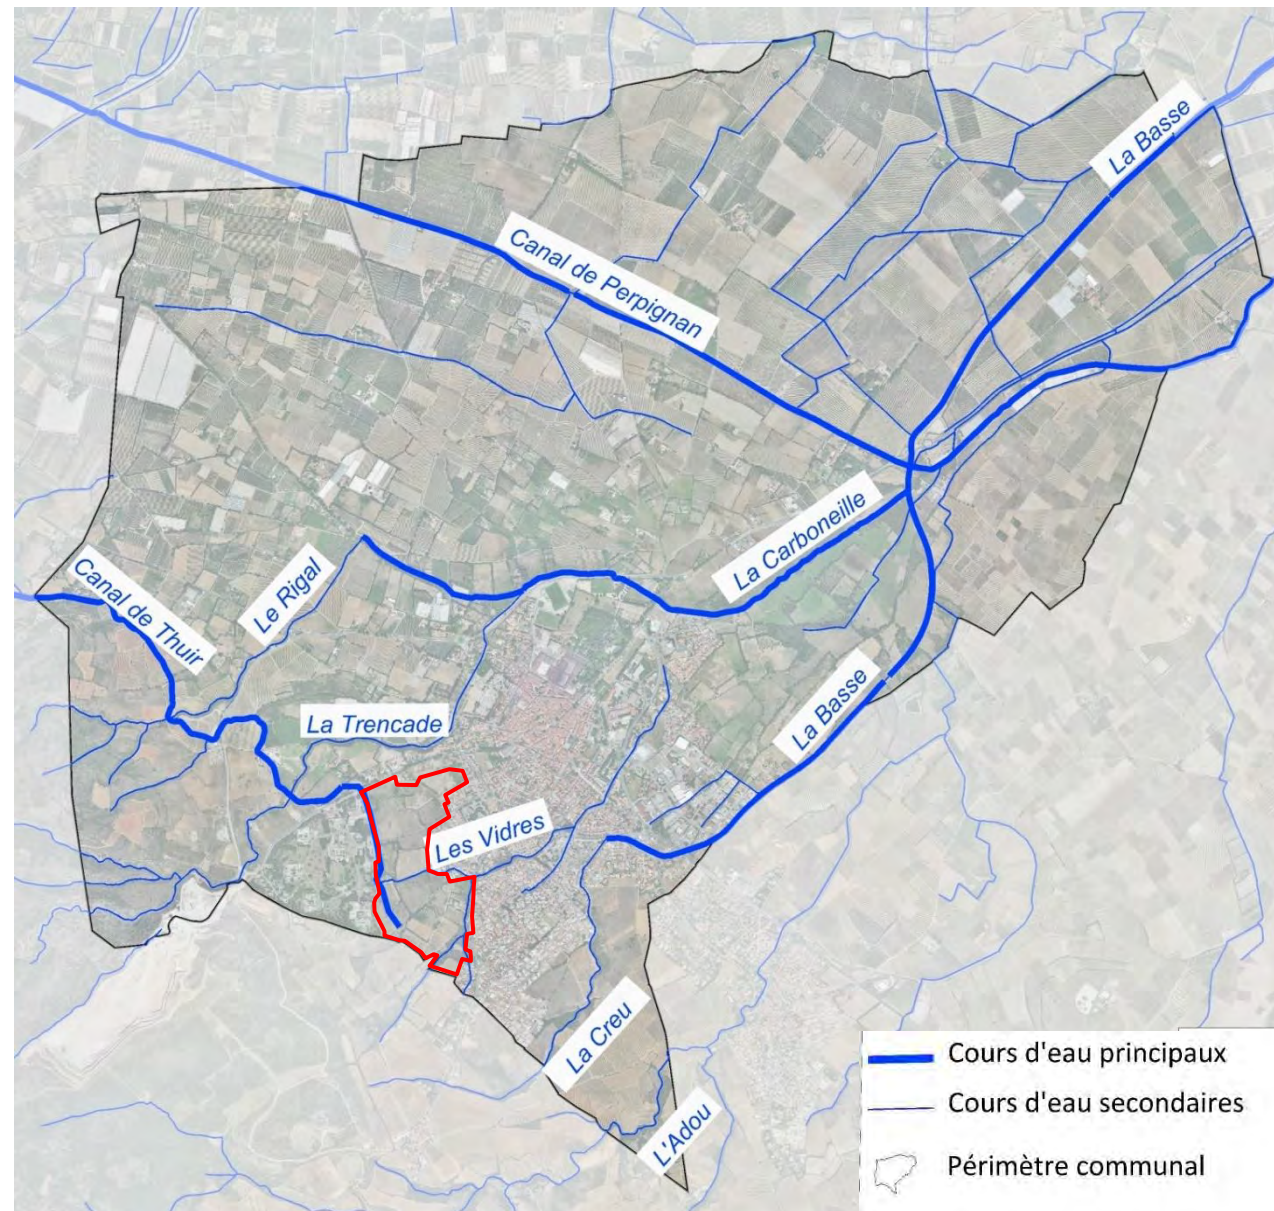 La Basse
Canal de Perpignan
La Carboneille
Le Rigal
Canal de Thuir
La Trencade
La Basse
Les Vidres
La Creu
L'Adou
Cours d'eau principaux
Cours d'eau secondaires
Périmètre communal